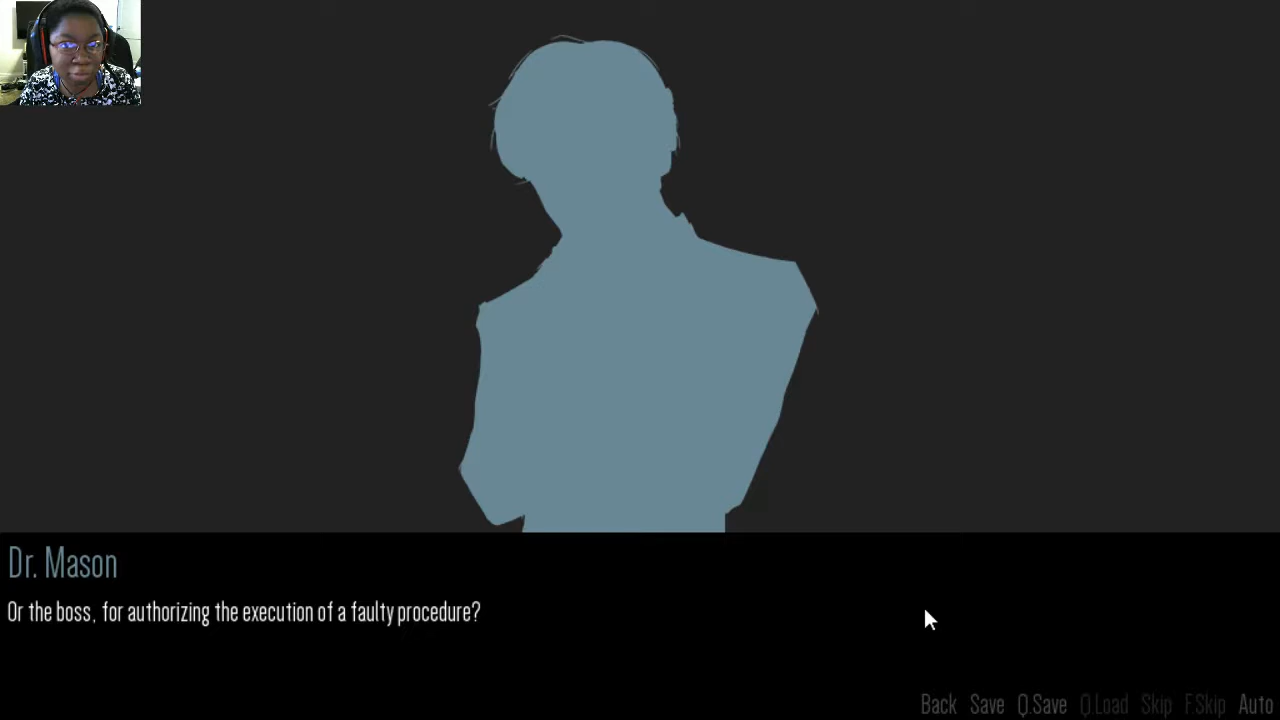 Dr. Mason
Or the boss, for authorizing the execution of a faulty procedure?
Back Save Q.Save Q.Load Skip F.Skip Auto